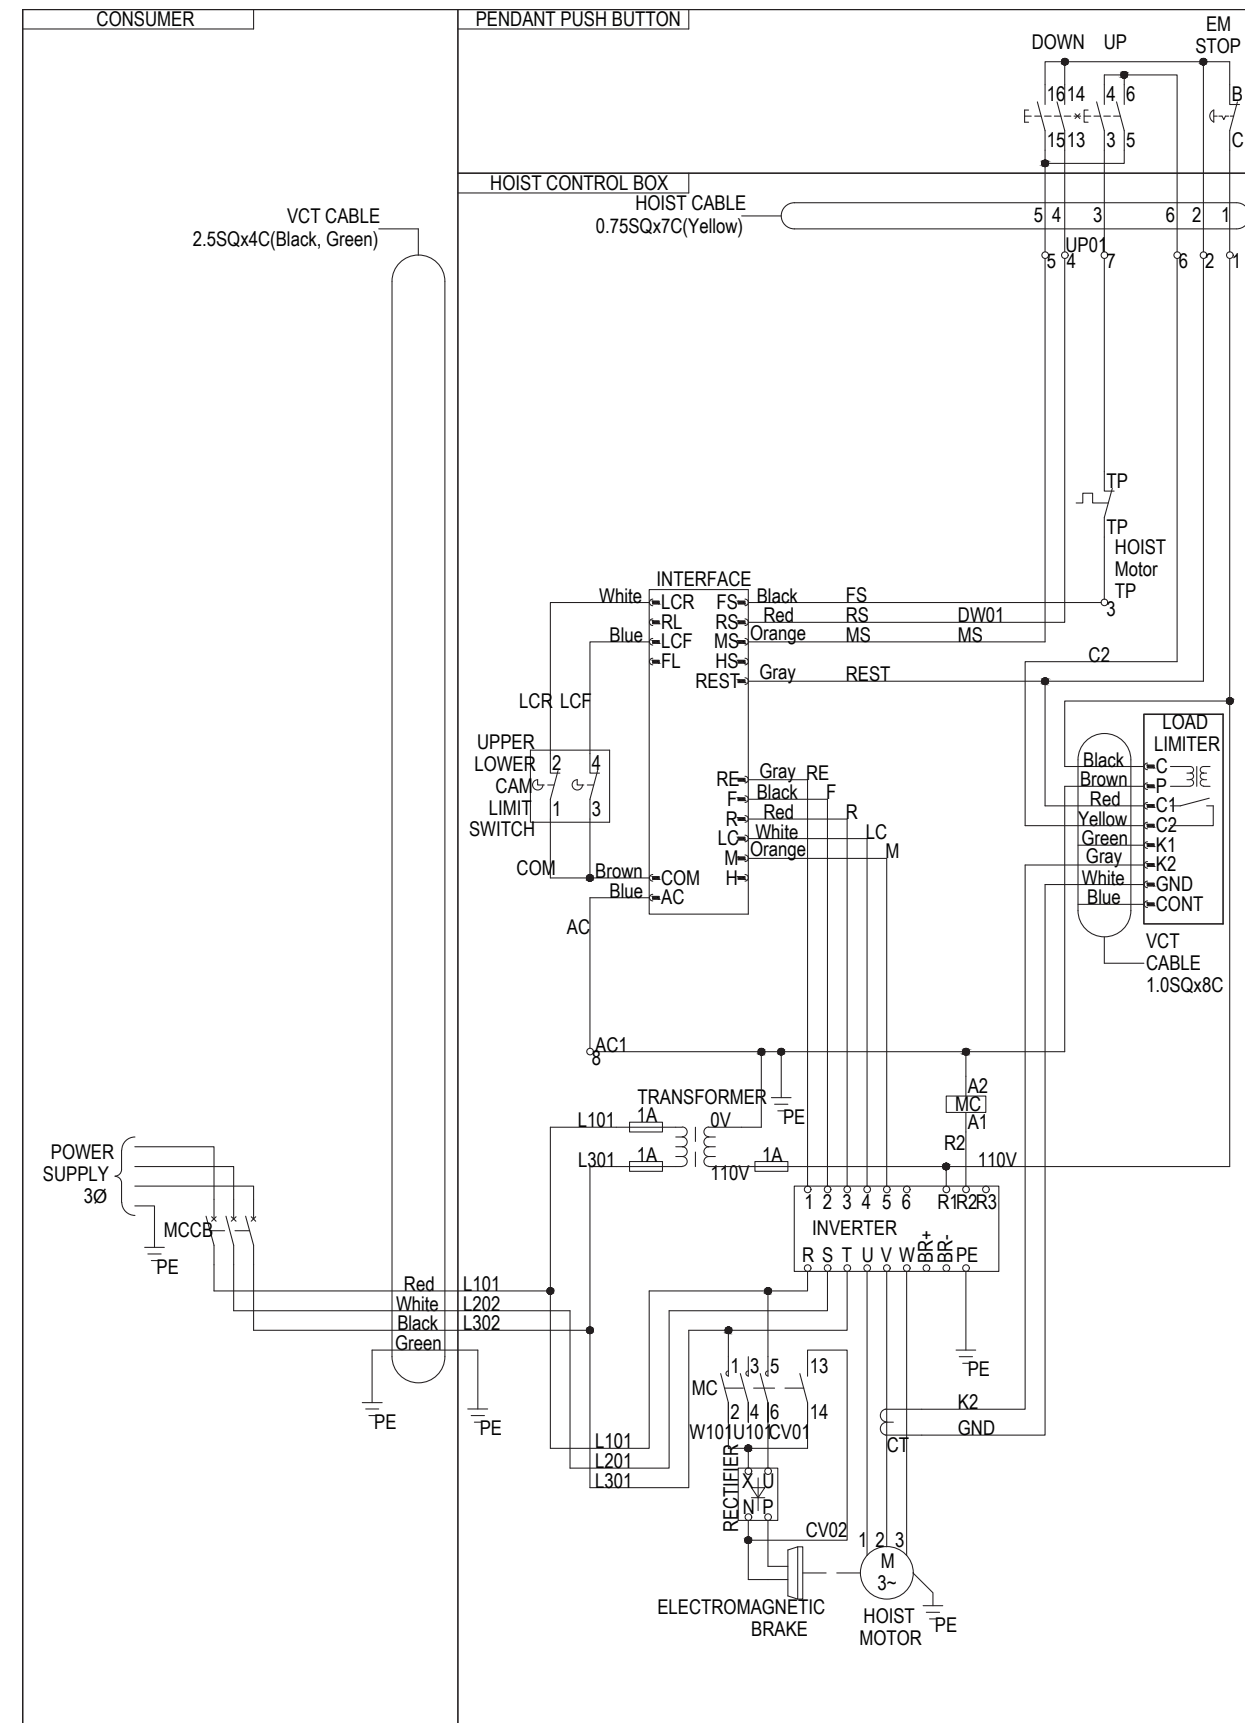 CONSUMER
PENDANT PUSH BUTTON
EM
STOP
DOWN UP
16 14 4 6 B
15 13 3 5 C
HOIST CONTROL BOX
HOIST CABLE
0.75SQx7C(Yellow)
5 4 3 6 2 1
VCT CABLE
2.5SQx4C(Black, Green)
UP01
5 4 7 6 2 1
TP
TP
HOIST
Motor
TP
3
INTERFACE
White LCR FS Black FS
RL RS Red RS DW01
Blue LCF MS Orange MS MS
FL HS
REST Gray REST
C2
LCR LCF
UPPER
LOWER
CAM
LIMIT
SWITCH
2 4
1 3
COM
LOAD
LIMITER
Black C
Brown P
Red C1
Yellow C2
Green K1
Gray K2
White GND
Blue CONT
VCT
CABLE
1.0SQx8C
RE Gray RE
F Black F
R Red R
LC White LC
M Orange M
Brown COM H
Blue AC
AC
AC1
8
TRANSFORMER
L101 1A 0V
PE
L301 1A 110V 1A
A2
MC
A1
R2 110V
POWER
SUPPLY
3Ø
MCCB
PE
1 2 3 4 5 6 R1 R2 R3
INVERTER
R S T U V W BR+ BR- PE
Red L101
White L202
Black L302
Green
PE PE
PE
MC 1 3 5 13
2 4 6 14
W101 U101 CV01
K2
GND
CT
L101
L201
L301
RECTIFIER
X U
N P
CV02
1 2 3
M
3~
ELECTROMAGNETIC
BRAKE
HOIST
MOTOR
PE